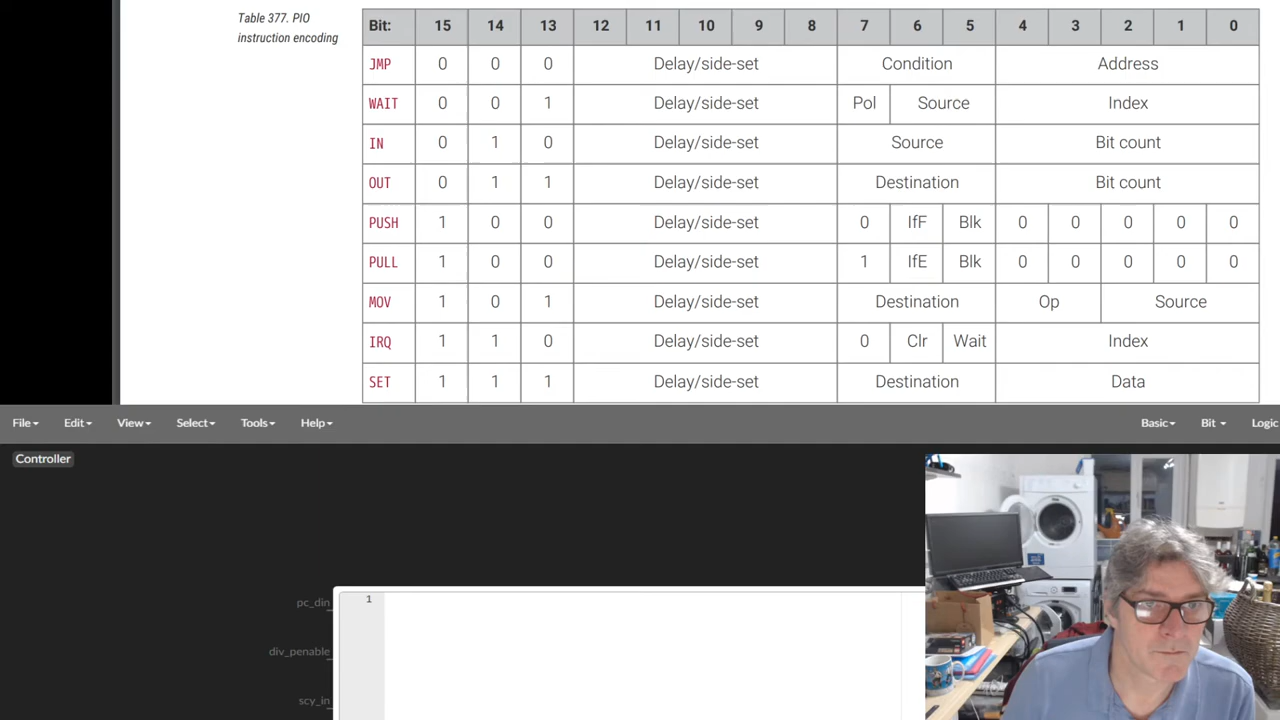 Table 377. PIO
instruction encoding
Bit: 15 14 13 12 11 10 9 8 7 6 5 4 3 2 1 0
JMP 0 0 0 Delay/side-set Condition Address
WAIT 0 0 1 Delay/side-set Pol Source Index
IN 0 1 0 Delay/side-set Source Bit count
OUT 0 1 1 Delay/side-set Destination Bit count
PUSH 1 0 0 Delay/side-set 0 IfF Blk 0 0 0 0 0
PULL 1 0 0 Delay/side-set 1 IfE Blk 0 0 0 0 0
MOV 1 0 1 Delay/side-set Destination Op Source
IRQ 1 1 0 Delay/side-set 0 Clr Wait Index
SET 1 1 1 Delay/side-set Destination Data
File Edit View Select Tools Help Basic Bit Logic
Controller
pc_din
1
div_penable
scy_in